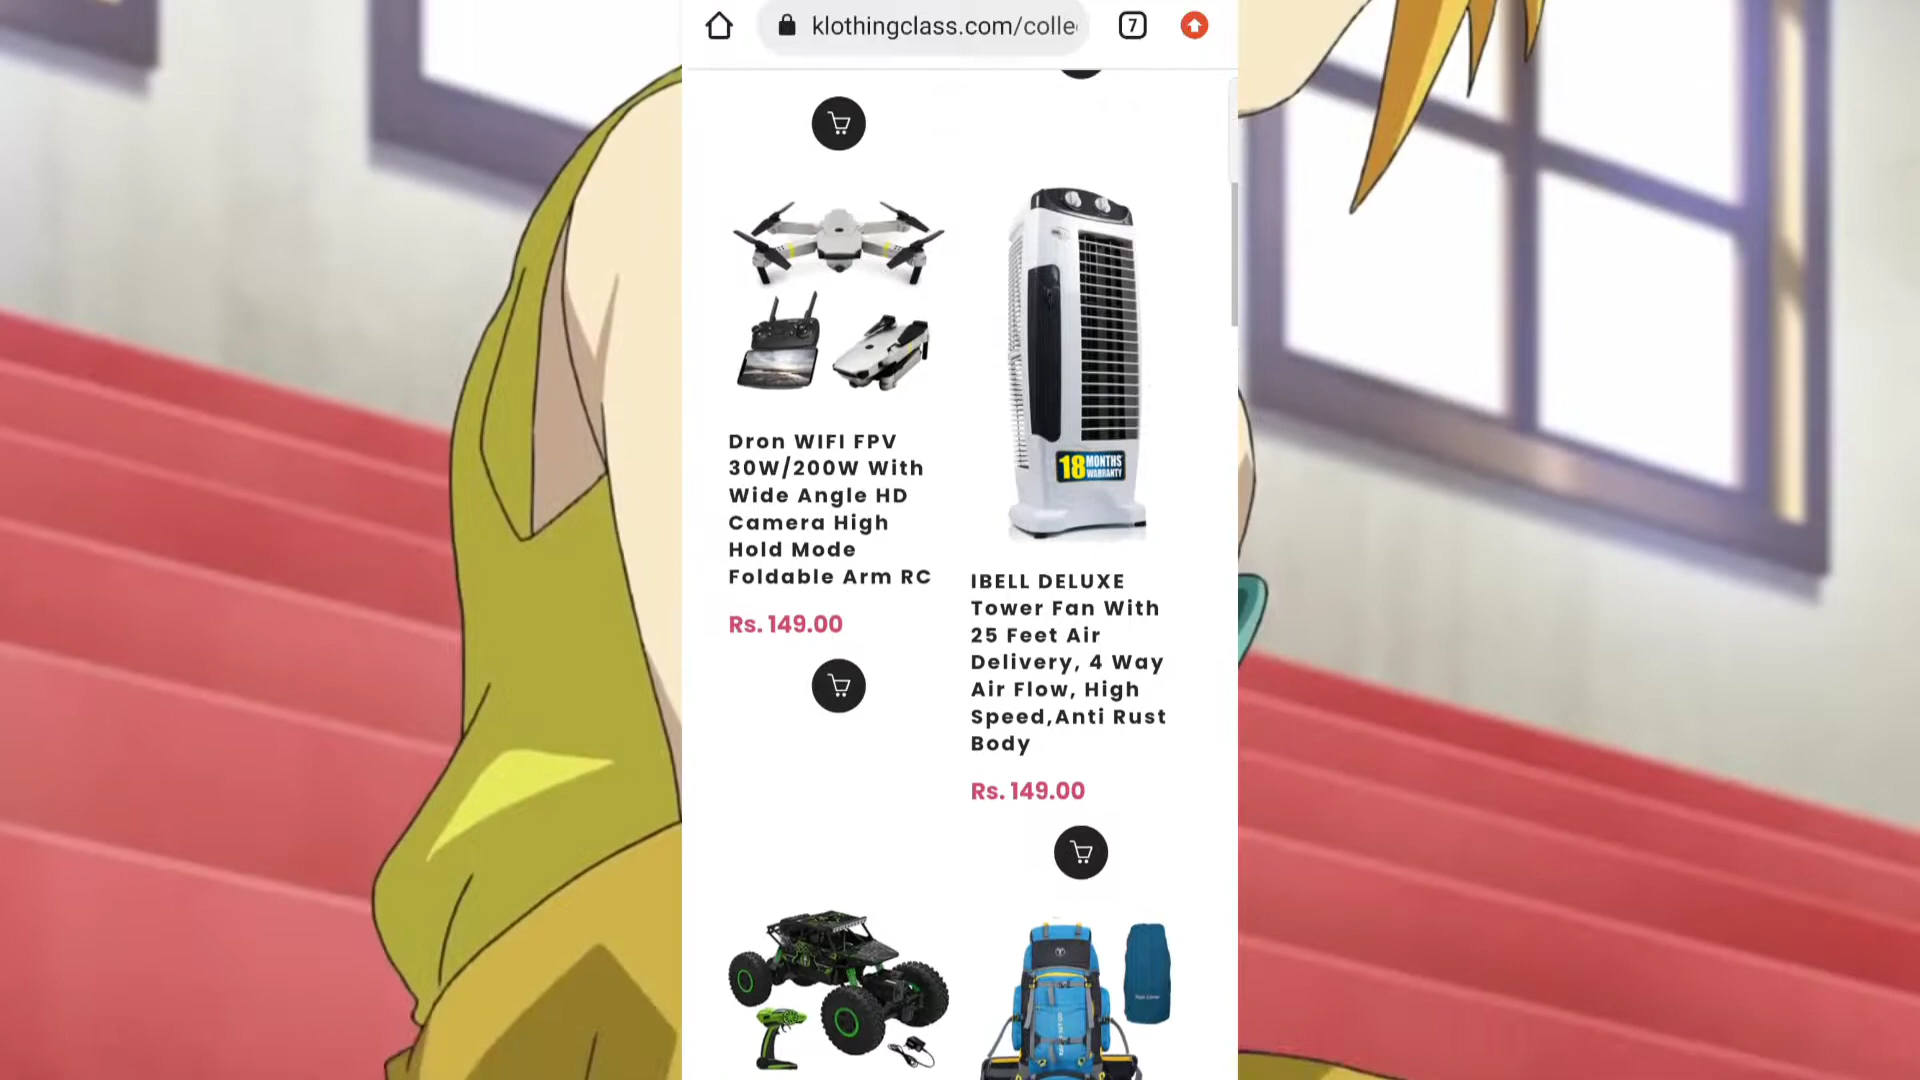 klothingclass.com/colle
7
Dron WIFI FPV
30W/200W With
Wide Angle HD
Camera High
Hold Mode
Foldable Arm RC
Rs. 149.00
18 MONTHS
WARRANTY
IBELL DELUXE
Tower Fan With
25 Feet Air
Delivery, 4 Way
Air Flow, High
Speed,Anti Rust
Body
Rs. 149.00